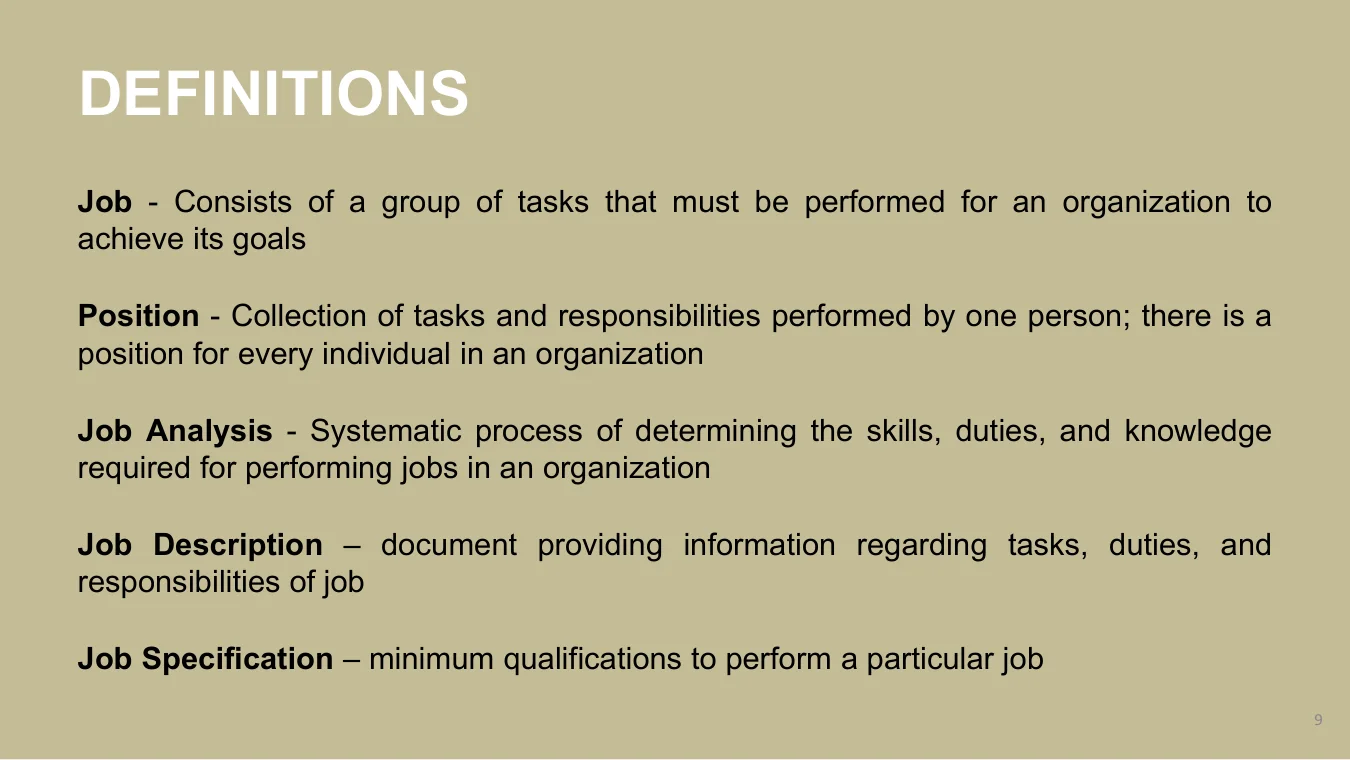 DEFINITIONS
Job - Consists of a group of tasks that must be performed for an organization to
achieve its goals
Position - Collection of tasks and responsibilities performed by one person; there is a
position for every individual in an organization
Job Analysis - Systematic process of determining the skills, duties, and knowledge
required for performing jobs in an organization
Job Description – document providing information regarding tasks, duties, and
responsibilities of job
Job Specification – minimum qualifications to perform a particular job
9